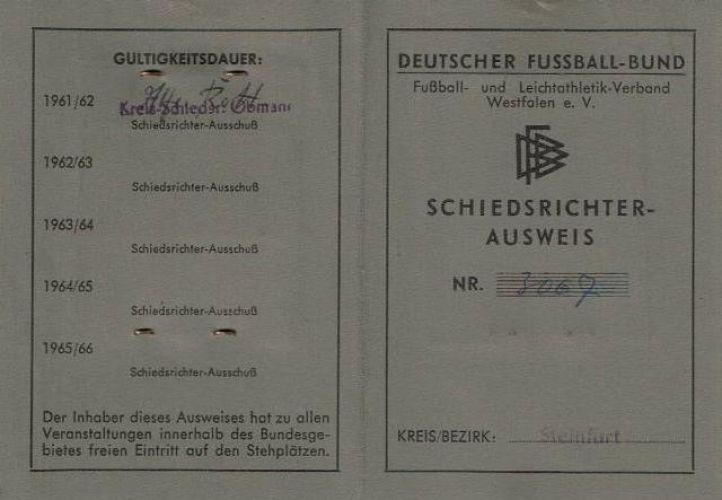 GULTIGKEITSDAUER:
1961/62
Kreis-Schiedsr. Obmann
Schiedsrichter-Ausschuß
1962/63
Schiedsrichter-Ausschuß
1963/64
Schiedsrichter-Ausschuß
1964/65
Schiedsrichter-Ausschuß
1965/66
Schiedsrichter-Ausschuß
Der Inhaber dieses Ausweises hat zu allen
Veranstaltungen innerhalb des Bundesge-
bietes freien Eintritt auf den Stehplätzen.
DEUTSCHER FUSSBALL-BUND
Fußball- und Leichtathletik-Verband
Westfalen e. V.
DFB
SCHIEDSRICHTER-
AUSWEIS
NR. 3067
KREIS/BEZIRK: Steinfurt